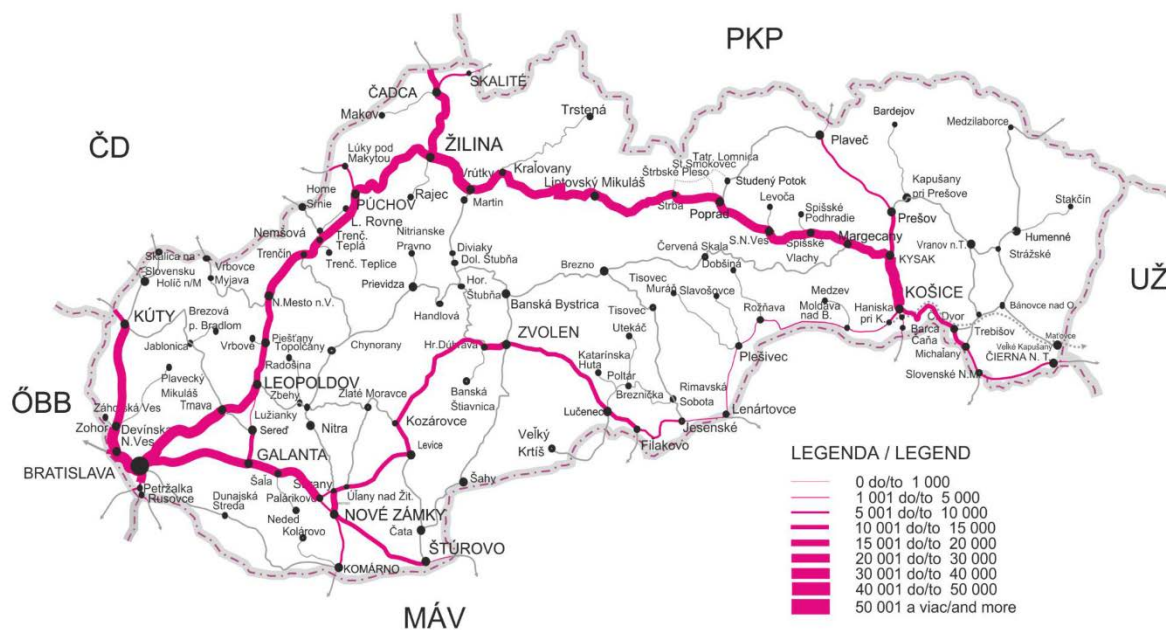 PKP
ČD
ŐBB
MÁV
UŽ
SKALITÉ
ČADCA
Makov
Trstená
ŽILINA
Lúky pod
Makytou
Vrútky
Kraľovany
Rajec
Martin
Liptovský Mikuláš
Štrba
Štrbské Pleso
St.Smokovec
Tatr. Lomnica
Studený Potok
Poprad
Plaveč
Bardejov
Medzilaborce
Kapušany
pri Prešove
Stakčín
Prešov
Humenné
Strážské
Vranov n.T.
Levoča
Spišské
Podhradie
S.N.Ves
Spišské
Vlachy
Margecany
KYSAK
Horne
Srnie
PÚCHOV
L. Rovne
Nemšová
Trenč.
Teplá
Trenčín
Trenč. Teplice
Nitrianske
Pravno
Diviaky
Dol. Štubňa
Hor.
Štubňa
Prievidza
Handlová
Červená Skala
Brezno
Dobšiná
Tisovec
Muráň
Slavošovce
Banská Bystrica
Rožňava
Medzev
Moldava
nad B.
Haniska
pri K.
KOŠICE
Č. Dvor
Barca
Čaňa
Trebišov
Bánovce nad O.
Maťovce
Veľké Kapušany
Michaľany
ČIERNA N. T.
Slovenské N.M.
Skalica na
Slovensku
Holíč n/M
Vrbovce
Myjava
N.Mesto n.V.
KÚTY
Brezová
p. Bradlom
Jablonica
Vrbové
Piešťany
Topoľčany
Radošina
Chynorany
Hr.Dúbrava
ZVOLEN
Tisovec
Utekáč
Katarínska
Huta
Poltár
Breznička
Rimavská
Sobota
Plešivec
Plavecký
Mikuláš
LEOPOLDOV
Zbehy
Zlaté Moravce
Banská
Štiavnica
Trnava
Lužianky
Sereď
Nitra
Kozárovce
Lučenec
Fiľakovo
Jesenské
Lenártovce
Záhorská Ves
Zohor
Devínska
N.Ves
BRATISLAVA
GALANTA
Levice
Veľký
Krtíš
Petržalka
Rusovce
Šaľa
Palárikovo
Šurany
Úľany nad Žit.
Šahy
Dunajská
Streda
Neded
Kolárovo
NOVÉ ZÁMKY
Čata
ŠTÚROVO
KOMÁRNO
LEGENDA / LEGEND
0 do/to 1 000
1 001 do/to 5 000
5 001 do/to 10 000
10 001 do/to 15 000
15 001 do/to 20 000
20 001 do/to 30 000
30 001 do/to 40 000
40 001 do/to 50 000
50 001 a viac/and more